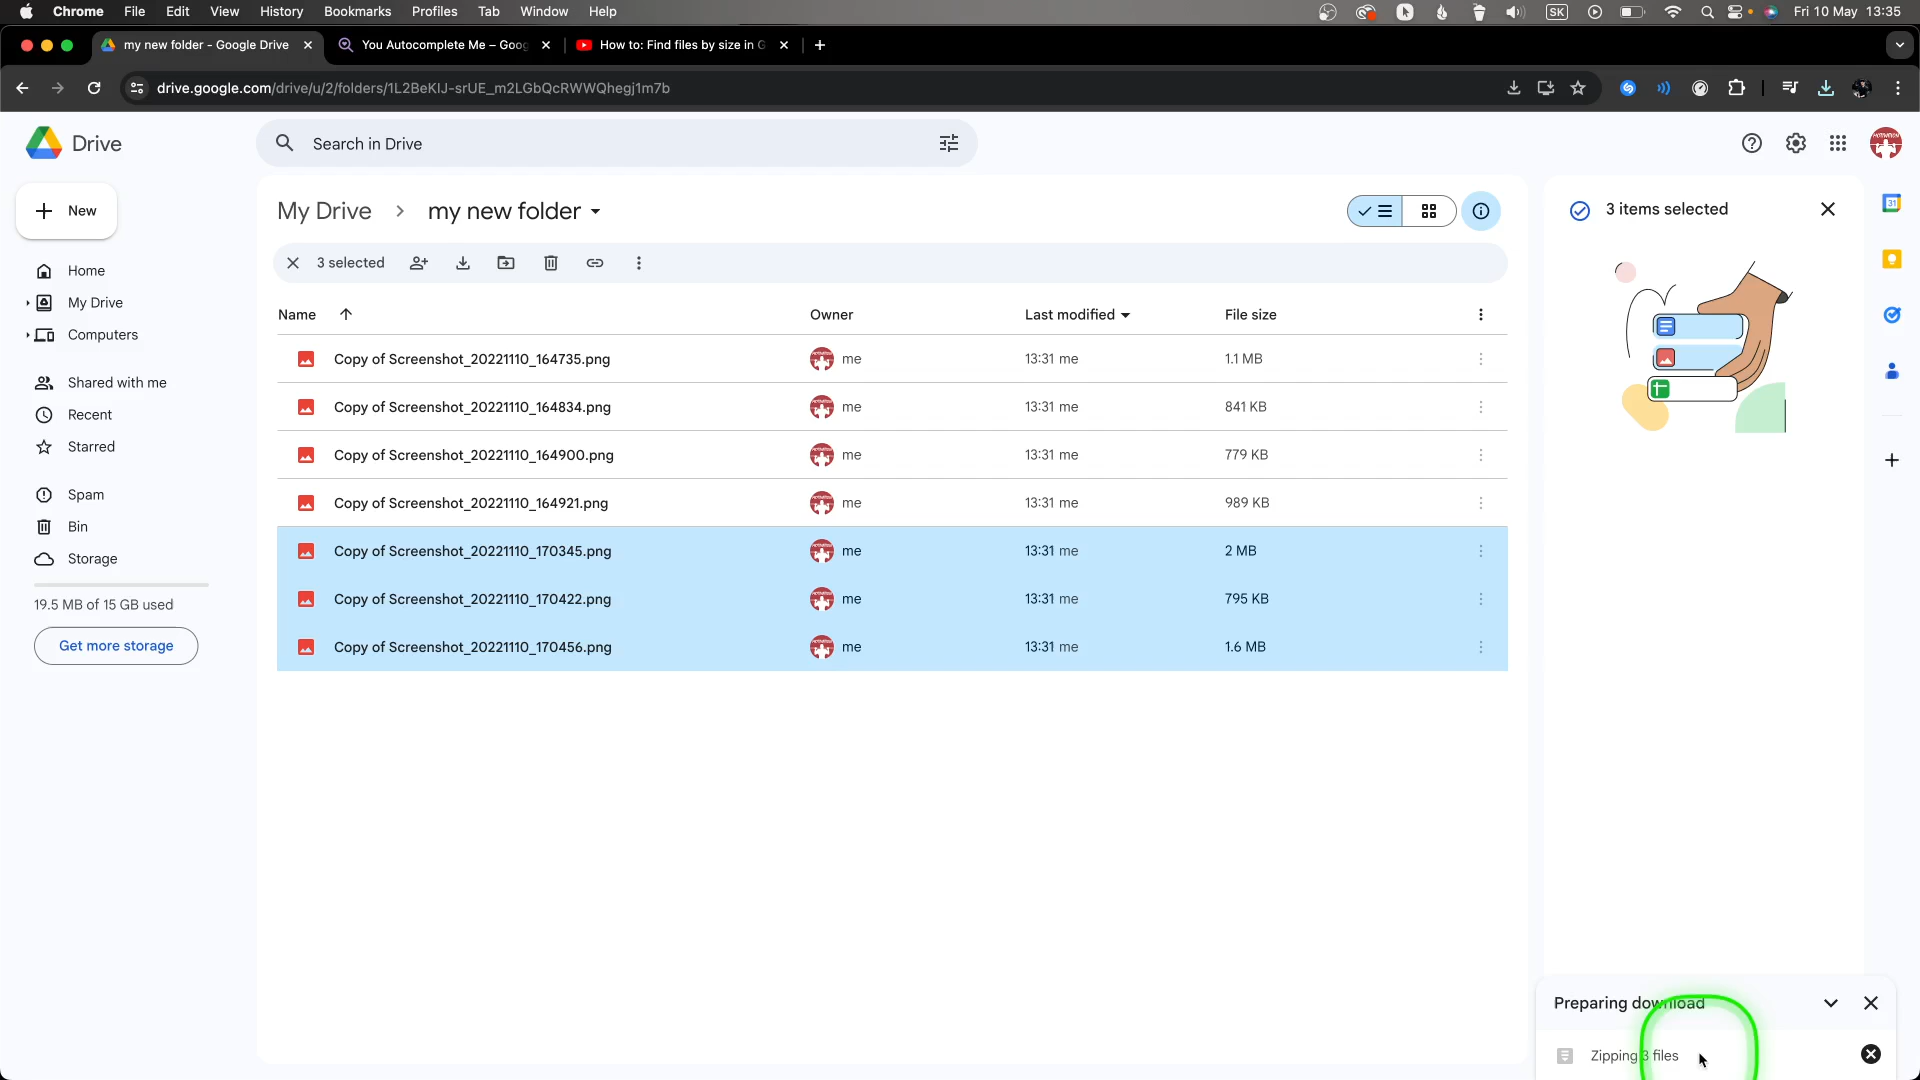 Chrome File Edit View History Bookmarks Profiles Tab Window Help SK Fri 10 May 13:35
my new folder - Google Drive You Autocomplete Me – Goog How to: Find files by size in G
drive.google.com/drive/u/2/folders/1L2BeKIJ-srUE_m2LGbQcRWWQhegj1m7b
Drive Search in Drive
New
Home
My Drive
Computers
Shared with me
Recent
Starred
Spam
Bin
Storage
19.5 MB of 15 GB used
Get more storage
My Drive > my new folder
3 selected
Name Owner Last modified File size
Copy of Screenshot_20221110_164735.png me 13:31 me 1.1 MB
Copy of Screenshot_20221110_164834.png me 13:31 me 841 KB
Copy of Screenshot_20221110_164900.png me 13:31 me 779 KB
Copy of Screenshot_20221110_164921.png me 13:31 me 989 KB
Copy of Screenshot_20221110_170345.png me 13:31 me 2 MB
Copy of Screenshot_20221110_170422.png me 13:31 me 795 KB
Copy of Screenshot_20221110_170456.png me 13:31 me 1.6 MB
3 items selected
31
Preparing download
Zipping 3 files